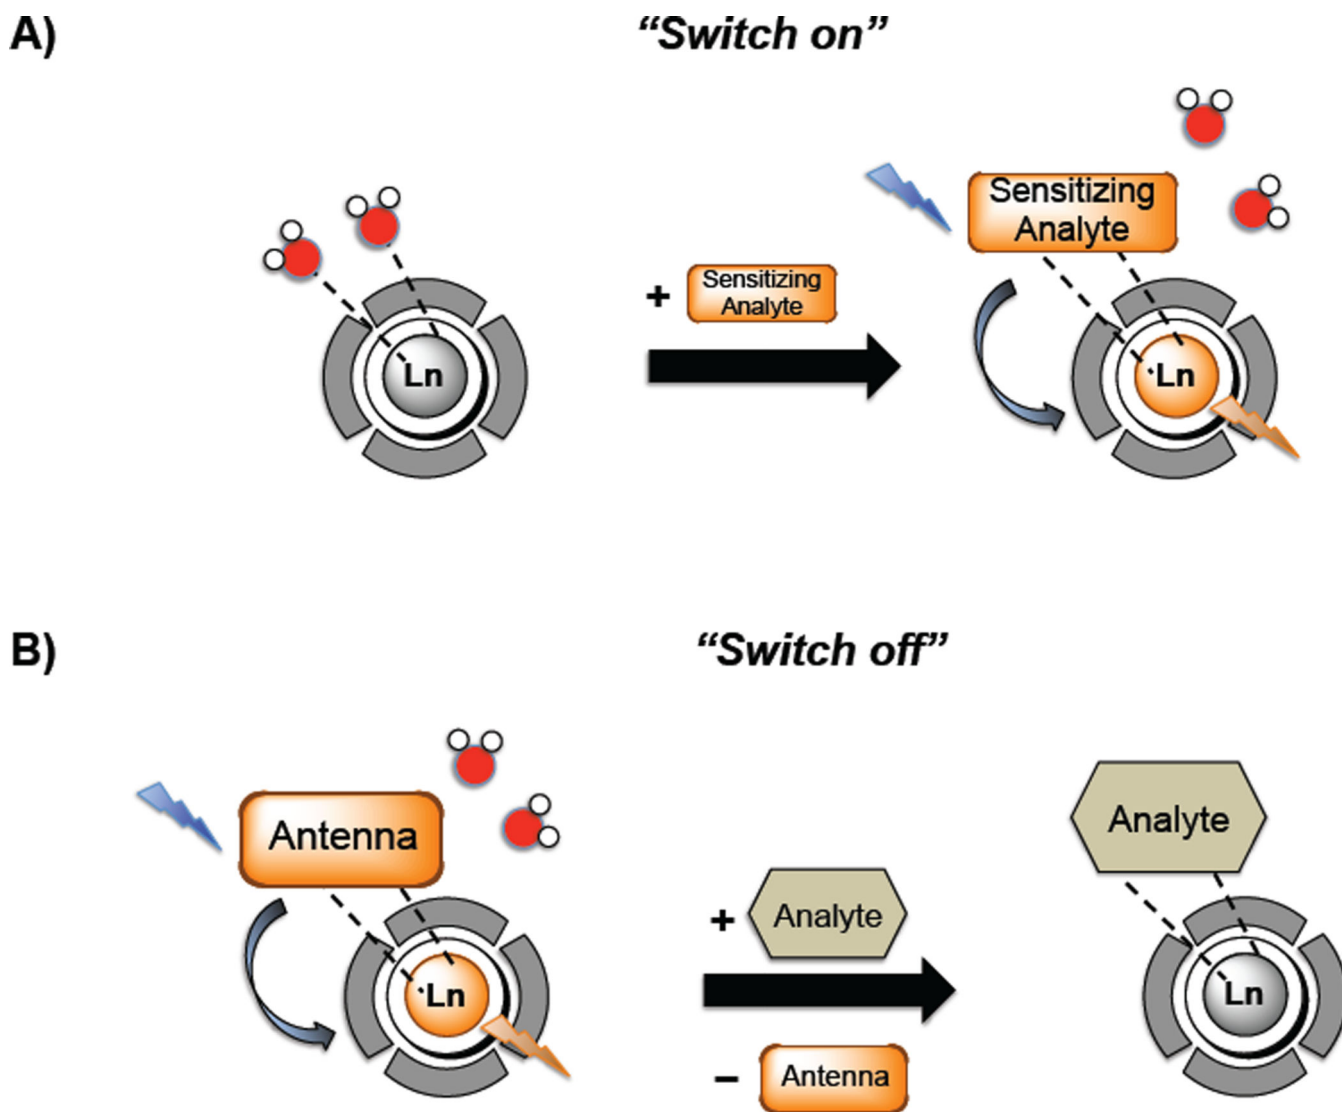 A)
“Switch on”
Sensitizing
Analyte
+
Sensitizing
Analyte
Ln
Ln
B)
“Switch off”
Antenna
Analyte
+
Analyte
Ln
Ln
–
Antenna